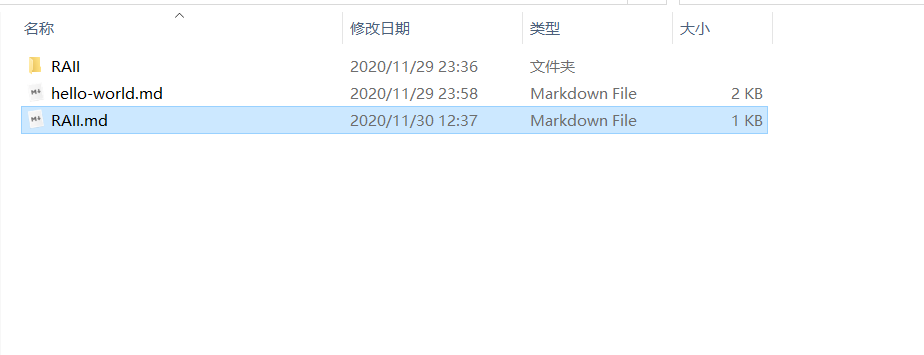 名称 修改日期 类型 大小
RAII 2020/11/29 23:36 文件夹
hello-world.md 2020/11/29 23:58 Markdown File 2 KB
RAII.md 2020/11/30 12:37 Markdown File 1 KB